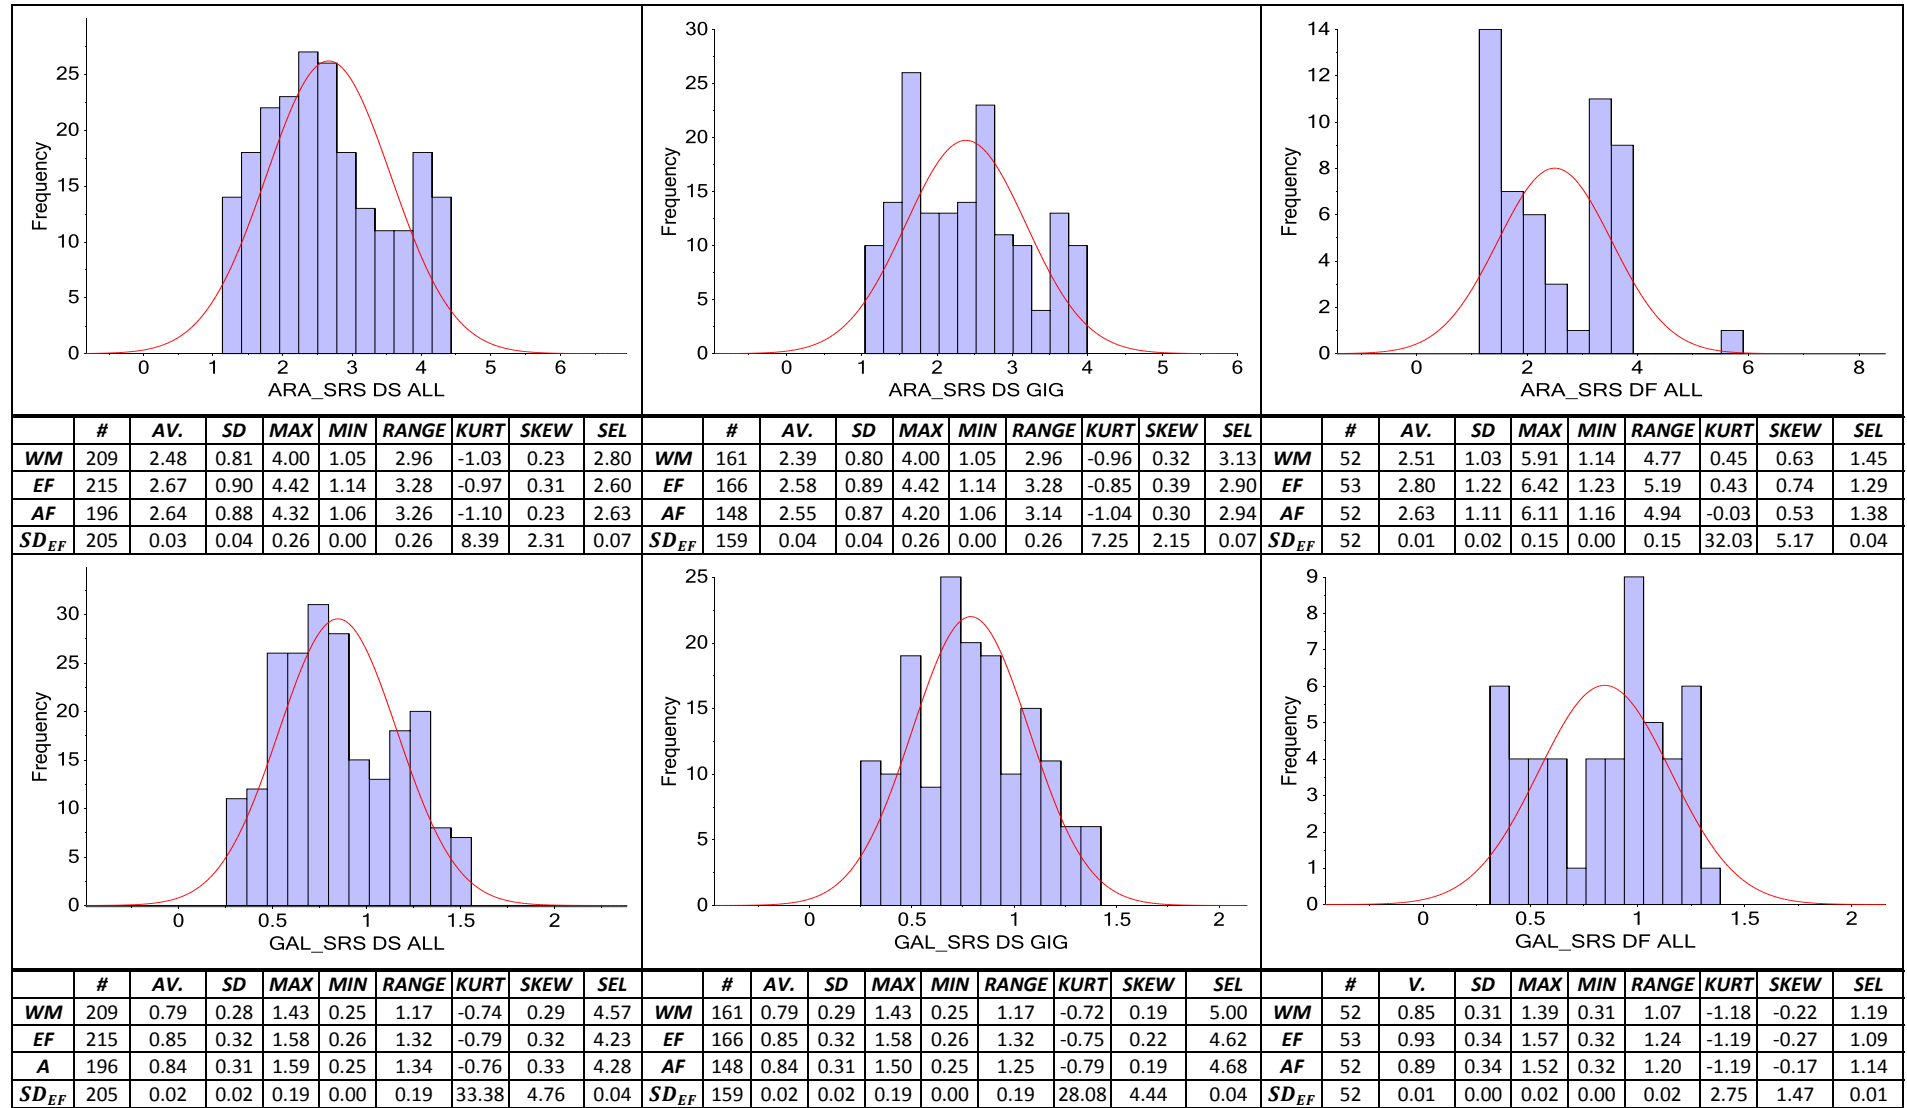 Frequency
25
20
15
10
5
0
0 1 2 3 4 5 6
ARA_SRS DS ALL
Frequency
30
25
20
15
10
5
0
0 1 2 3 4 5 6
ARA_SRS DS GIG
Frequency
14
12
10
8
6
4
2
0
0 2 4 6 8
ARA_SRS DF ALL
# AV. SD MAX MIN RANGE KURT SKEW SEL
WM 209 2.48 0.81 4.00 1.05 2.96 -1.03 0.23 2.80
EF 215 2.67 0.90 4.42 1.14 3.28 -0.97 0.31 2.60
AF 196 2.64 0.88 4.32 1.06 3.26 -1.10 0.23 2.63
SD_EF 205 0.03 0.04 0.26 0.00 0.26 8.39 2.31 0.07
# AV. SD MAX MIN RANGE KURT SKEW SEL
WM 161 2.39 0.80 4.00 1.05 2.96 -0.96 0.32 3.13
EF 166 2.58 0.89 4.42 1.14 3.28 -0.85 0.39 2.90
AF 148 2.55 0.87 4.20 1.06 3.14 -1.04 0.30 2.94
SD_EF 159 0.04 0.04 0.26 0.00 0.26 7.25 2.15 0.07
# AV. SD MAX MIN RANGE KURT SKEW SEL
WM 52 2.51 1.03 5.91 1.14 4.77 0.45 0.63 1.45
EF 53 2.80 1.22 6.42 1.23 5.19 0.43 0.74 1.29
AF 52 2.63 1.11 6.11 1.16 4.94 -0.03 0.53 1.38
SD_EF 52 0.01 0.02 0.15 0.00 0.15 32.03 5.17 0.04
Frequency
30
25
20
15
10
5
0
0 0.5 1 1.5 2
GAL_SRS DS ALL
Frequency
25
20
15
10
5
0
0 0.5 1 1.5 2
GAL_SRS DS GIG
Frequency
9
8
7
6
5
4
3
2
1
0
0 0.5 1 1.5 2
GAL_SRS DF ALL
# AV. SD MAX MIN RANGE KURT SKEW SEL
WM 209 0.79 0.28 1.43 0.25 1.17 -0.74 0.29 4.57
EF 215 0.85 0.32 1.58 0.26 1.32 -0.79 0.32 4.23
A 196 0.84 0.31 1.59 0.25 1.34 -0.76 0.33 4.28
SD_EF 205 0.02 0.02 0.19 0.00 0.19 33.38 4.76 0.04
# AV. SD MAX MIN RANGE KURT SKEW SEL
WM 161 0.79 0.29 1.43 0.25 1.17 -0.72 0.19 5.00
EF 166 0.85 0.32 1.58 0.26 1.32 -0.75 0.22 4.62
AF 148 0.84 0.31 1.50 0.25 1.25 -0.79 0.19 4.68
SD_EF 159 0.02 0.02 0.19 0.00 0.19 28.08 4.44 0.04
# V. SD MAX MIN RANGE KURT SKEW SEL
WM 52 0.85 0.31 1.39 0.31 1.07 -1.18 -0.22 1.19
EF 53 0.93 0.34 1.57 0.32 1.24 -1.19 -0.27 1.09
AF 52 0.89 0.34 1.52 0.32 1.20 -1.19 -0.17 1.14
SD_EF 52 0.01 0.00 0.02 0.00 0.02 2.75 1.47 0.01